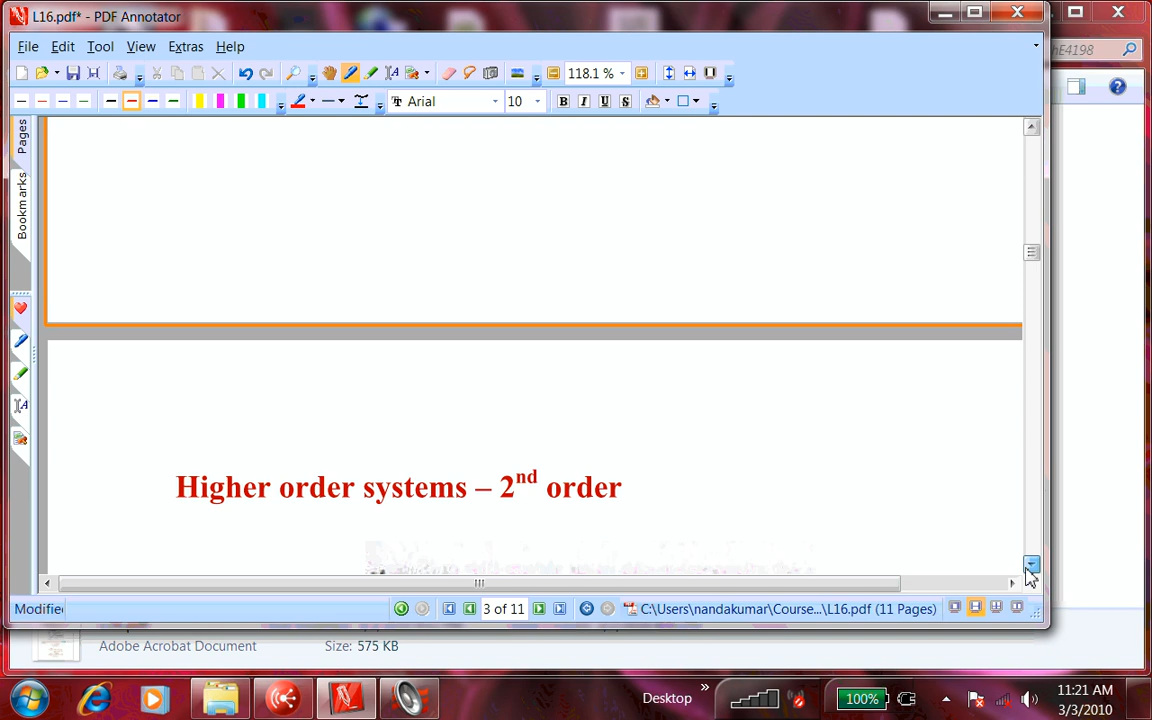 L16.pdf* - PDF Annotator
File Edit Tool View Extras Help
hE4198
118.1 %
Arial 10 B I U S
Pages
Bookmarks
Higher order systems – 2nd order
Modified
3 of 11
C:\Users\nandakumar\Course...\L16.pdf (11 Pages)
Adobe Acrobat Document Size: 575 KB
Desktop
100%
11:21 AM
3/3/2010